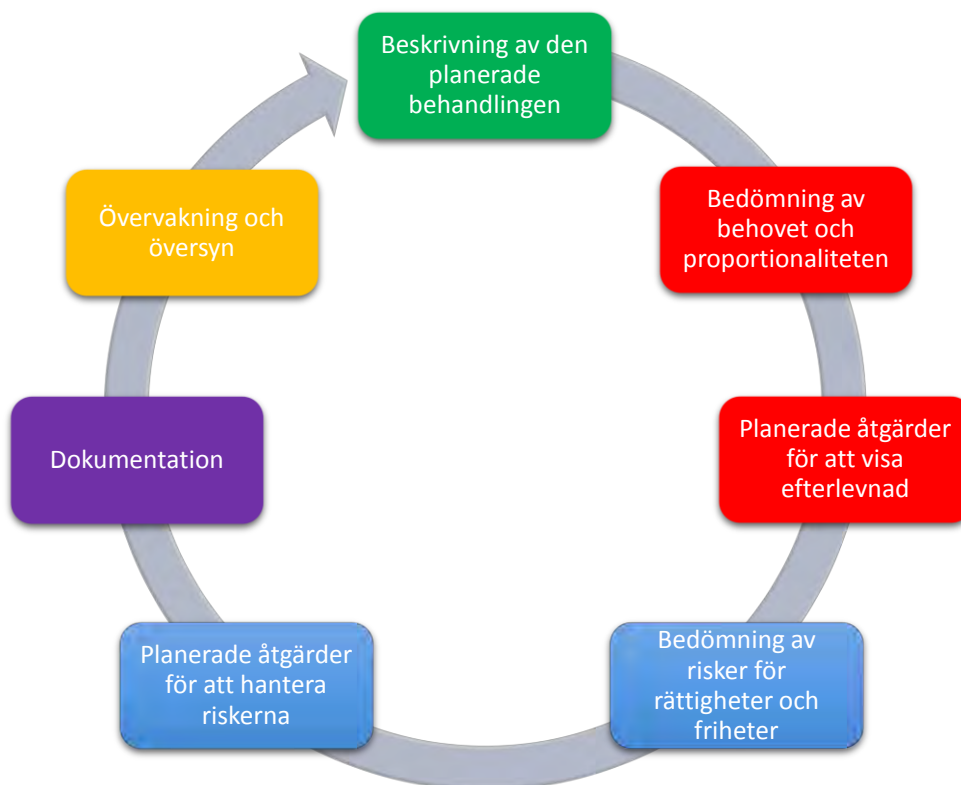 Beskrivning av den
planerade
behandlingen
Bedömning av
behovet och
proportionaliteten
Planerade åtgärder
för att visa
efterlevnad
Bedömning av
risker för
rättigheter och
friheter
Planerade åtgärder
för att hantera
riskerna
Dokumentation
Övervakning och
översyn